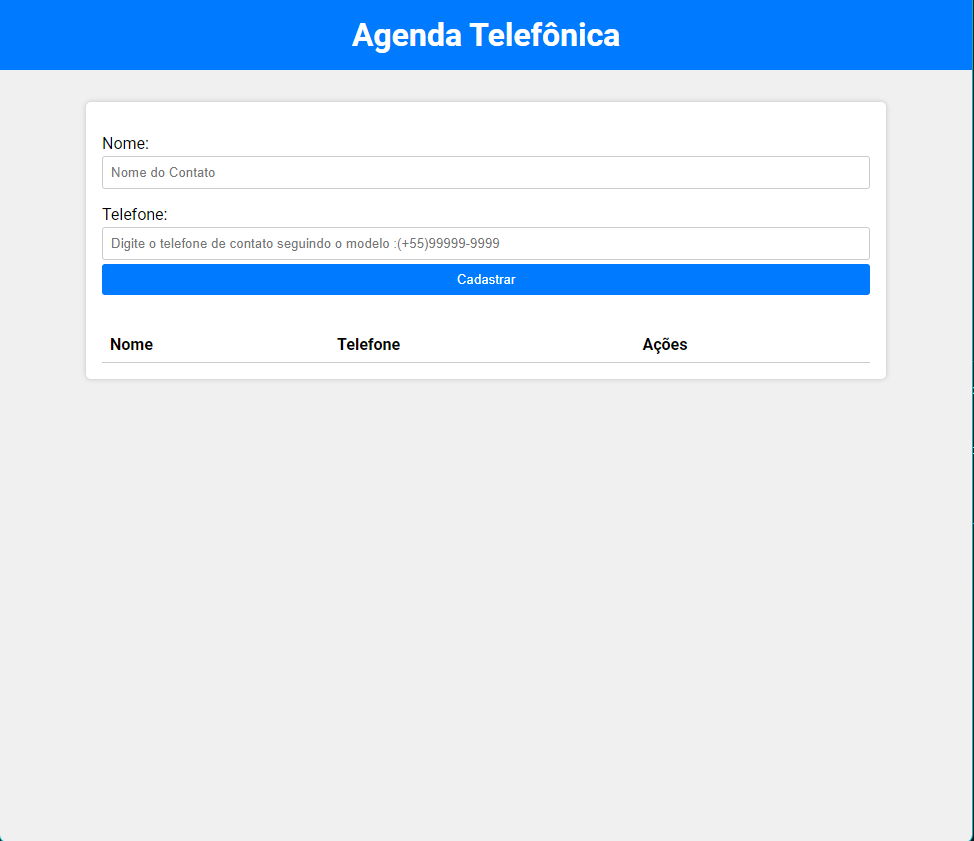 Agenda Telefônica
Nome:
Nome do Contato
Telefone:
Digite o telefone de contato seguindo o modelo :(+55)99999-9999
Cadastrar
Nome Telefone Ações